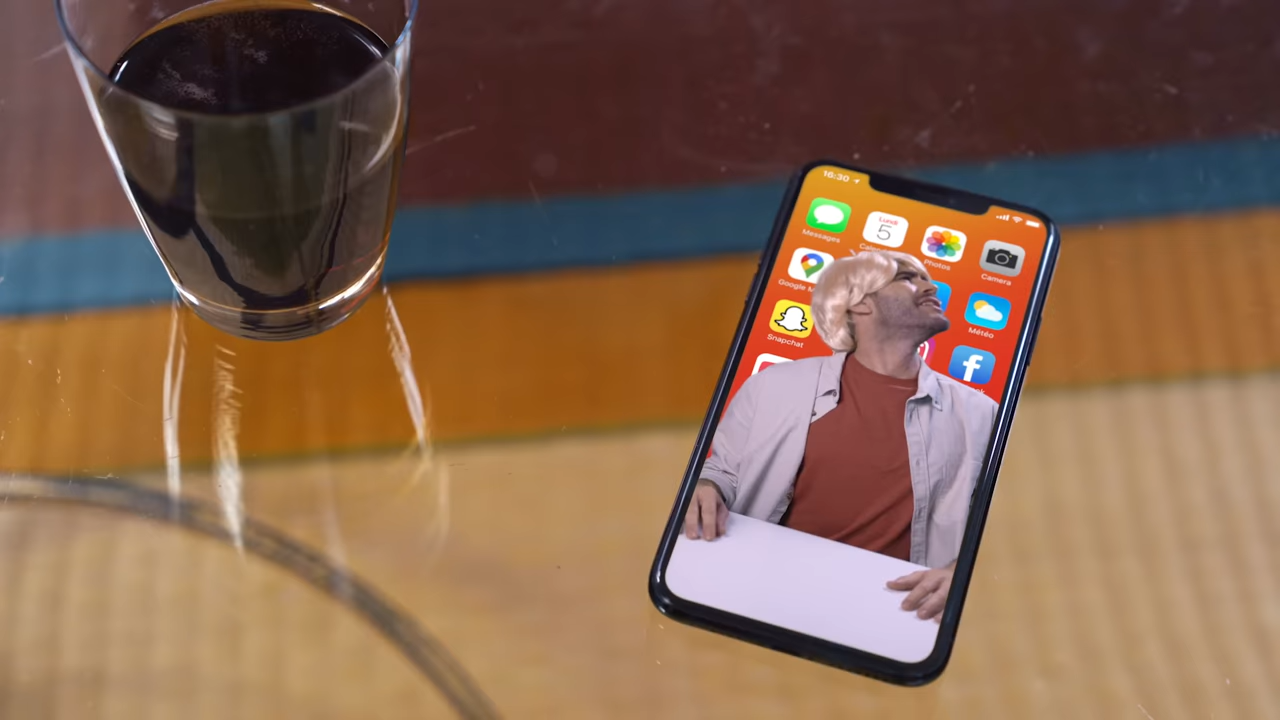 16:30
Lundi
5
Messages
Photos
Camera
Google M
Météo
Snapchat
f